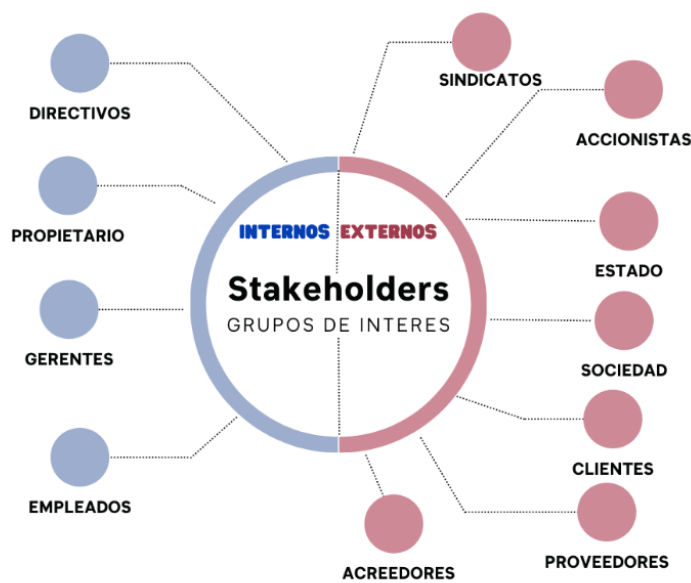 SINDICATOS
DIRECTIVOS
ACCIONISTAS
PROPIETARIO
INTERNOS EXTERNOS
ESTADO
Stakeholders
GRUPOS DE INTERES
GERENTES
SOCIEDAD
CLIENTES
EMPLEADOS
PROVEEDORES
ACREEDORES